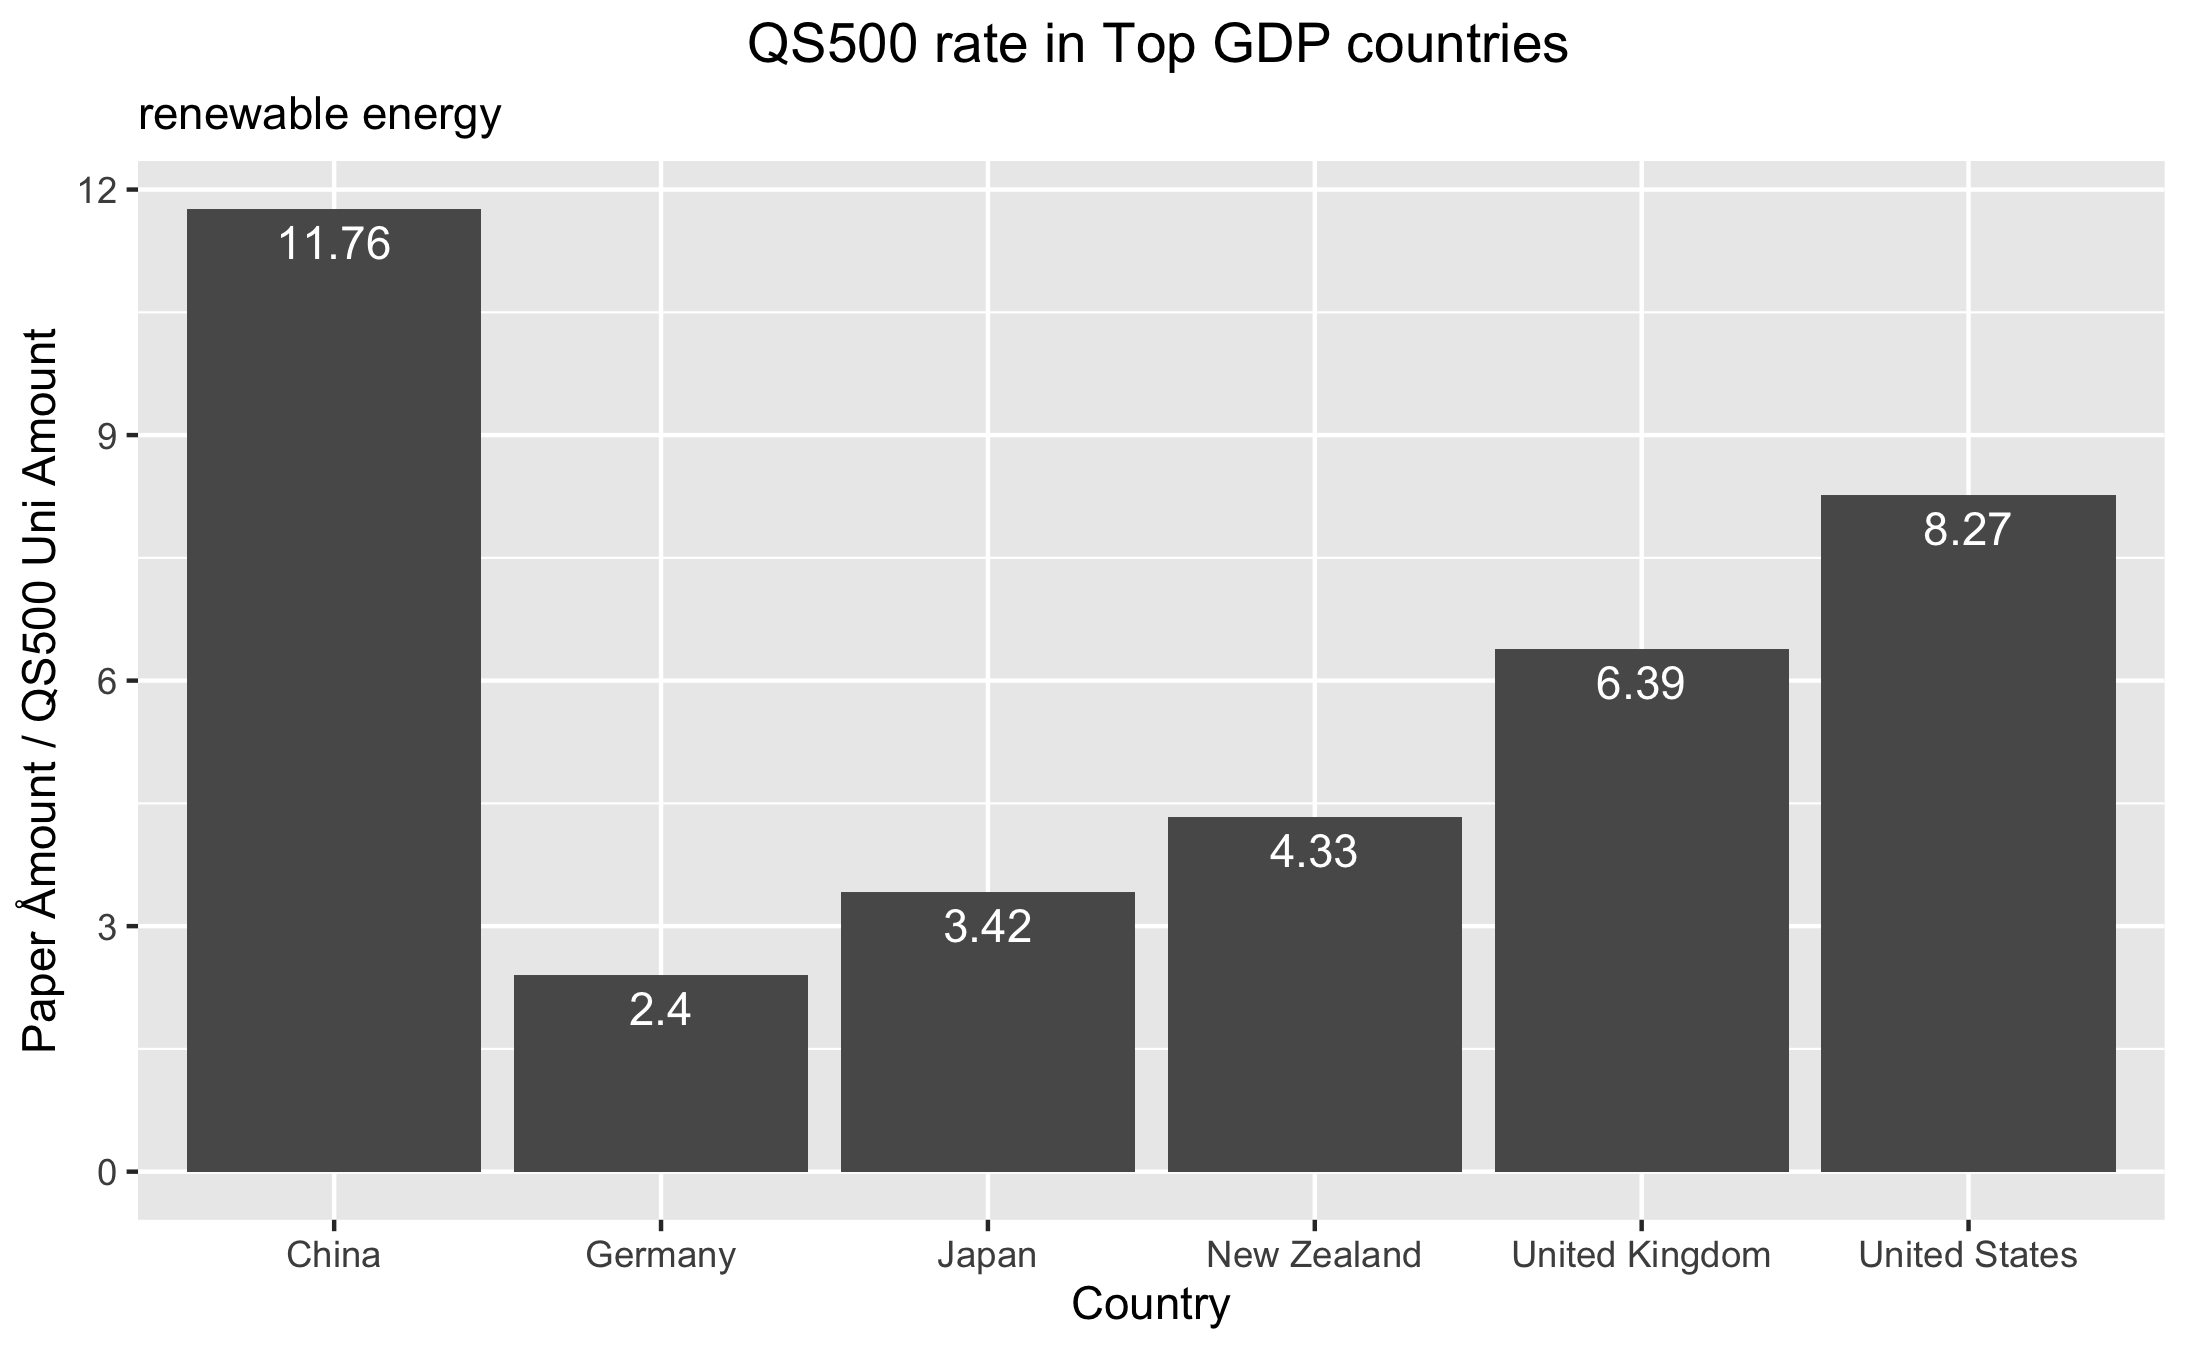 QS500 rate in Top GDP countries
renewable energy
Paper Åmount / QS500 Uni Amount
12
9
6
3
0
11.76
2.4
3.42
4.33
6.39
8.27
China Germany Japan New Zealand United Kingdom United States
Country